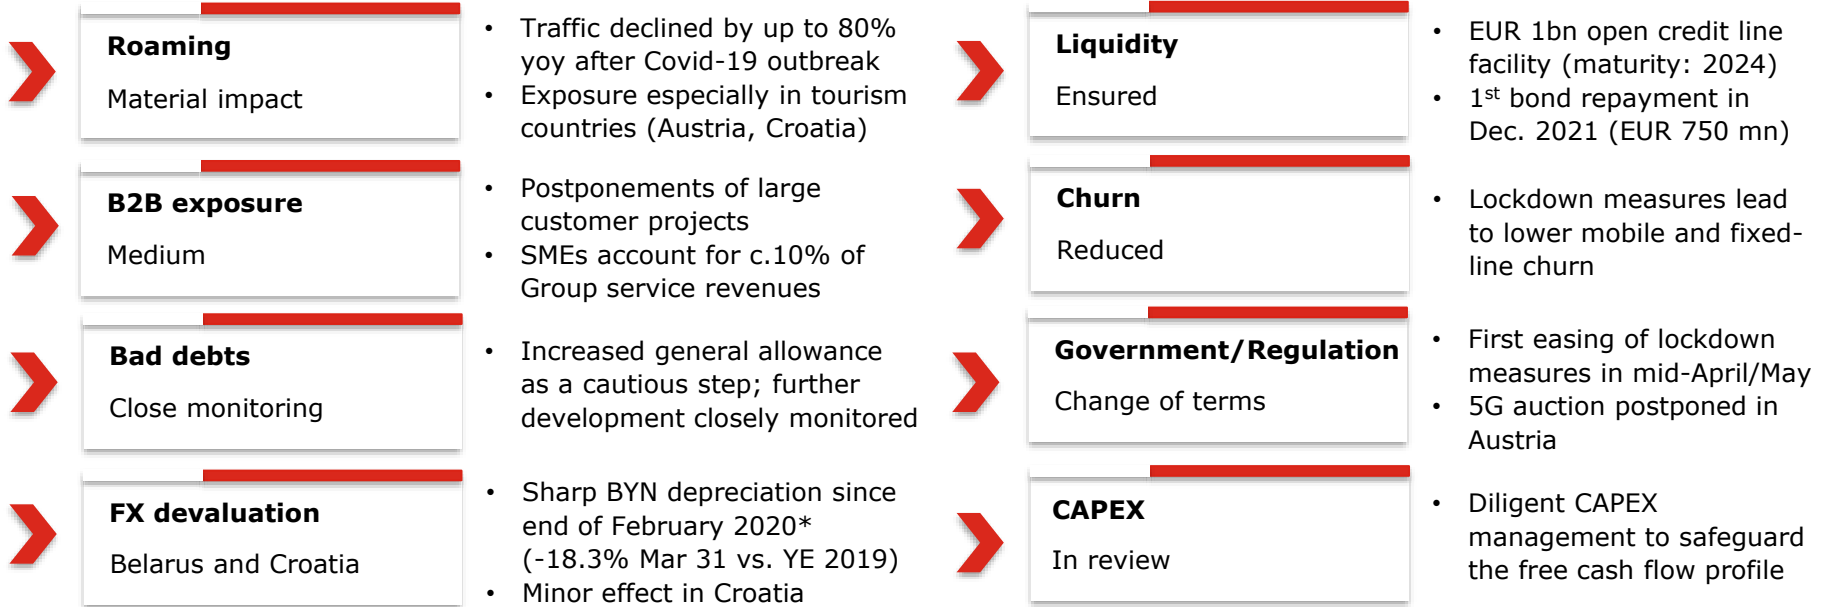 Roaming
Material impact
• Traffic declined by up to 80%
yoy after Covid-19 outbreak
• Exposure especially in tourism
countries (Austria, Croatia)
B2B exposure
Medium
• Postponements of large
customer projects
• SMEs account for c.10% of
Group service revenues
Bad debts
Close monitoring
• Increased general allowance
as a cautious step; further
development closely monitored
FX devaluation
Belarus and Croatia
• Sharp BYN depreciation since
end of February 2020*
(-18.3% Mar 31 vs. YE 2019)
• Minor effect in Croatia
Liquidity
Ensured
• EUR 1bn open credit line
facility (maturity: 2024)
• 1st bond repayment in
Dec. 2021 (EUR 750 mn)
Churn
Reduced
• Lockdown measures lead
to lower mobile and fixed-
line churn
Government/Regulation
Change of terms
• First easing of lockdown
measures in mid-April/May
• 5G auction postponed in
Austria
CAPEX
In review
• Diligent CAPEX
management to safeguard
the free cash flow profile